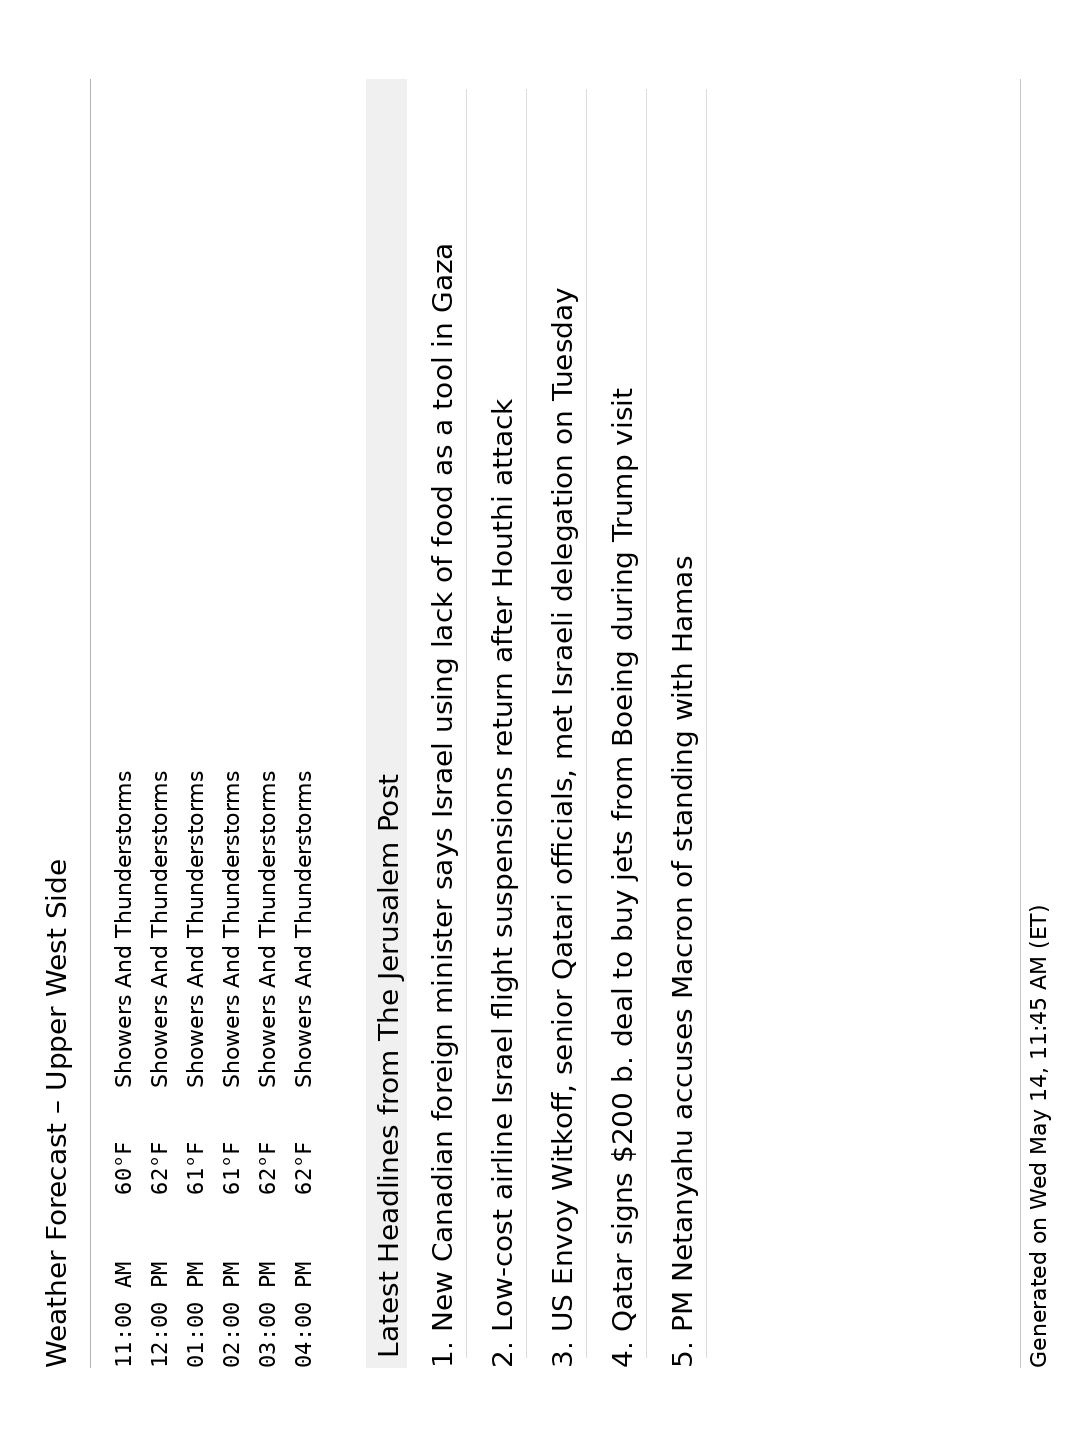 Weather Forecast – Upper West Side
11:00 AM 60°F Showers And Thunderstorms
12:00 PM 62°F Showers And Thunderstorms
01:00 PM 61°F Showers And Thunderstorms
02:00 PM 61°F Showers And Thunderstorms
03:00 PM 62°F Showers And Thunderstorms
04:00 PM 62°F Showers And Thunderstorms
Latest Headlines from The Jerusalem Post
1. New Canadian foreign minister says Israel using lack of food as a tool in Gaza
2. Low-cost airline Israel flight suspensions return after Houthi attack
3. US Envoy Witkoff, senior Qatari officials, met Israeli delegation on Tuesday
4. Qatar signs $200 b. deal to buy jets from Boeing during Trump visit
5. PM Netanyahu accuses Macron of standing with Hamas
Generated on Wed May 14, 11:45 AM (ET)